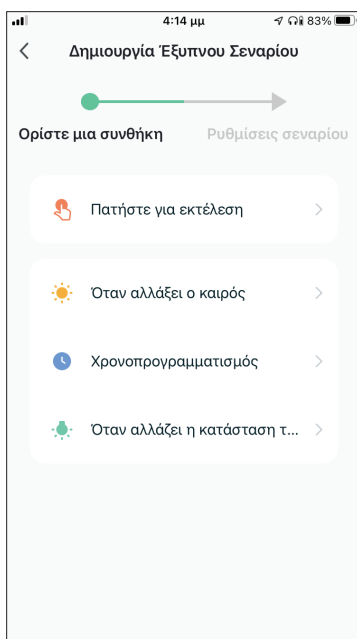 4:14 μμ 83%
Δημιουργία Έξυπνου Σεναρίου
Ορίστε μια συνθήκη Ρυθμίσεις σεναρίου
Πατήστε για εκτέλεση
Όταν αλλάξει ο καιρός
Χρονοπρογραμματισμός
Όταν αλλάζει η κατάσταση τ...